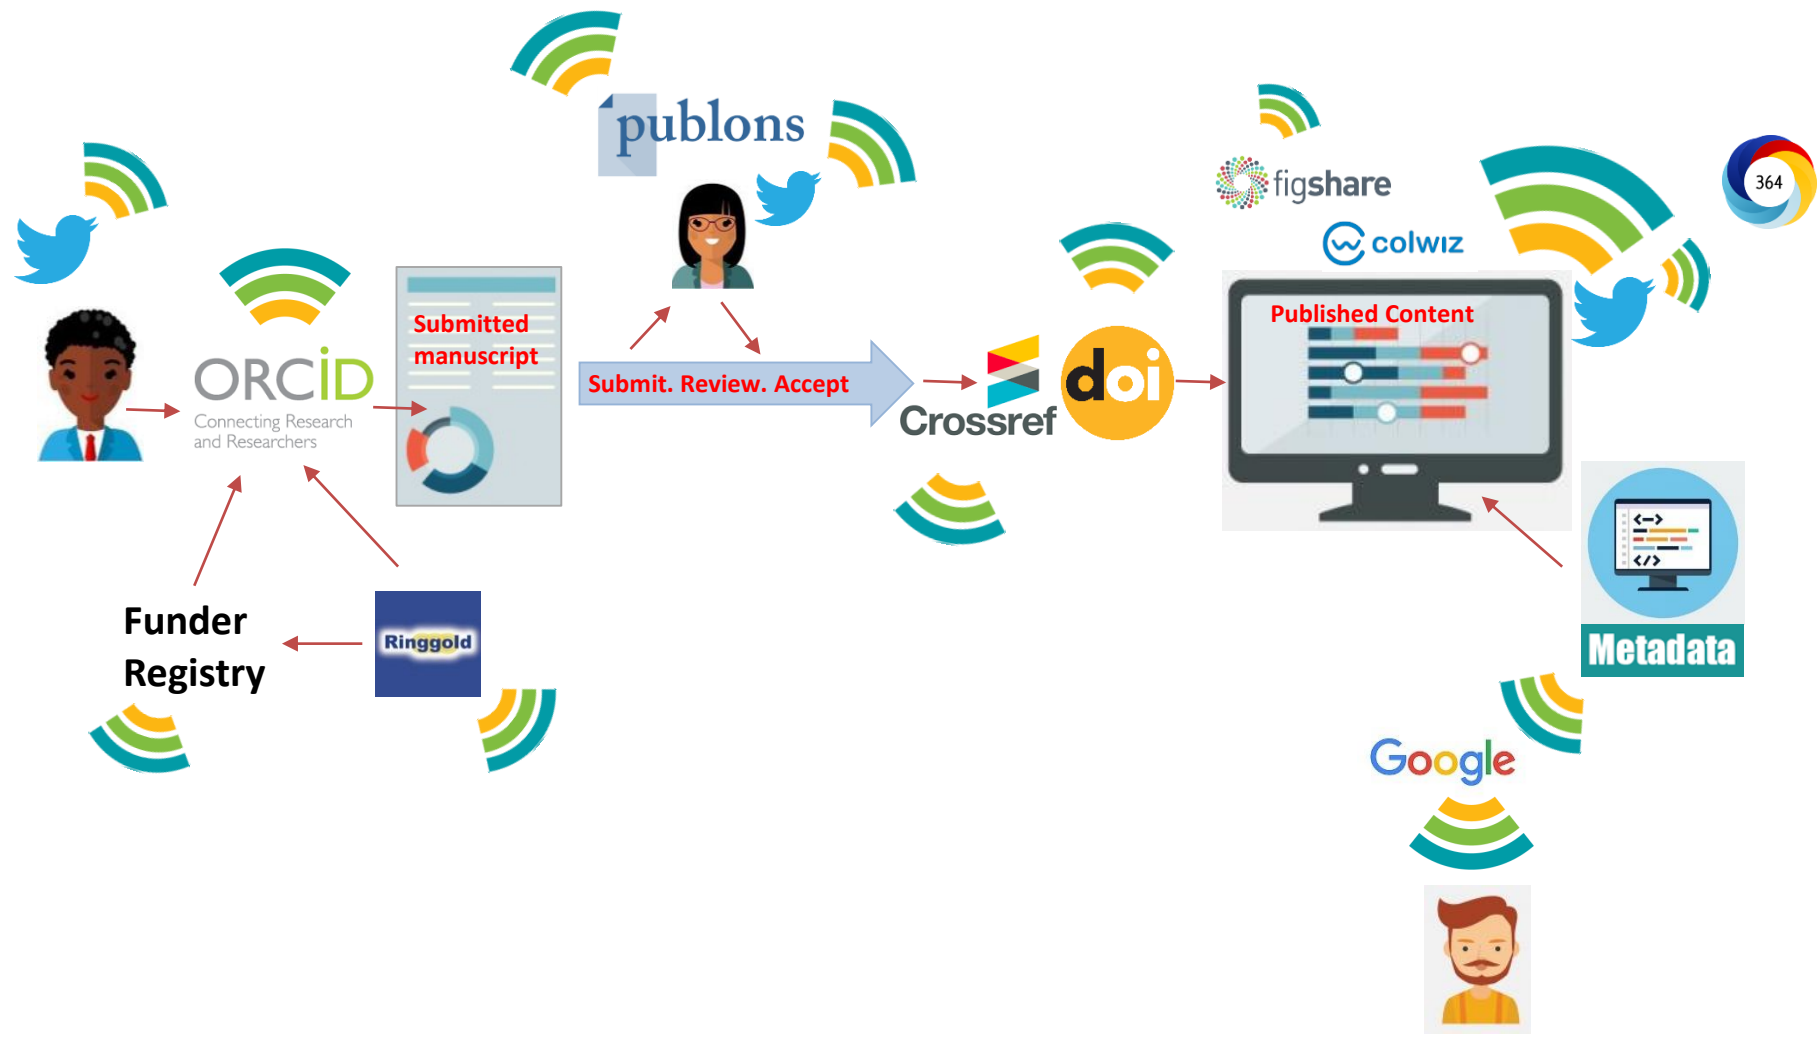 publons
364
figshare
colwiz
ORCiD
Connecting Research
and Researchers
Submitted
manuscript
Submit. Review. Accept
Crossref
doi
Published Content
<-->
</>
Metadata
Funder
Registry
Ringgold
Google